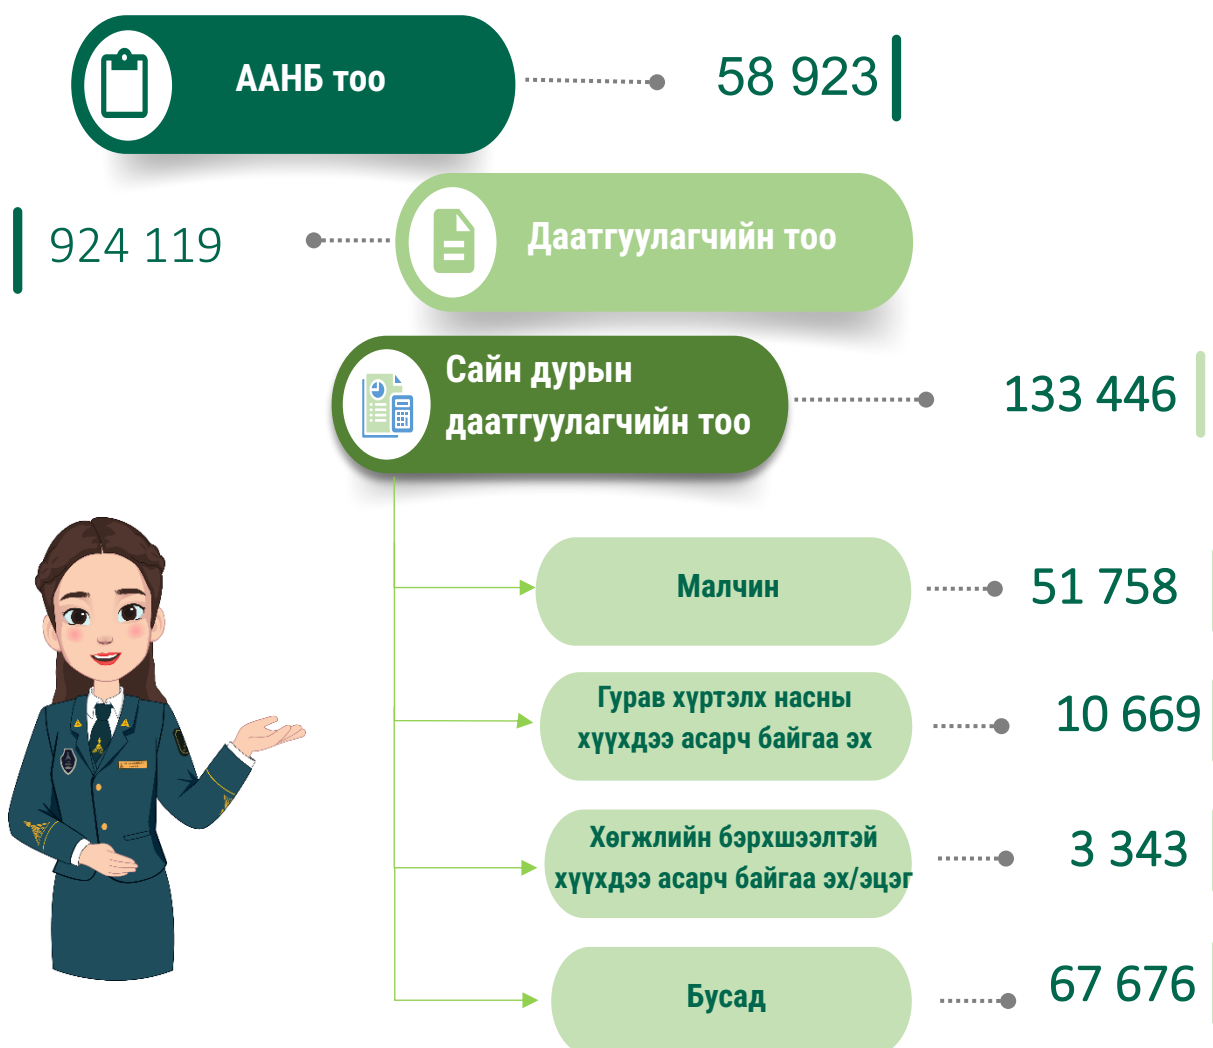 ААНБ тоо
58 923
924 119
Даатгуулагчийн тоо
Сайн дурын
даатгуулагчийн тоо
133 446
Малчин
51 758
Гурав хүртэлх насны
хүүхдээ асарч байгаа эх
10 669
Хөгжлийн бэрхшээлтэй
хүүхдээ асарч байгаа эх/эцэг
3 343
Бусад
67 676